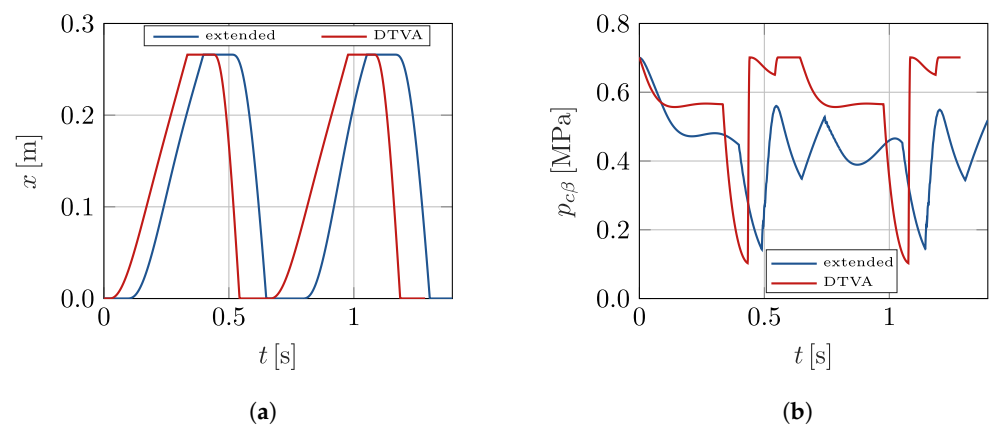 0.3
0.2
0.1
0.0
x [m]
extended
DTVA
0
0.5
1
t [s]
(a)
0.8
0.6
0.4
0.2
0.0
p_{cβ} [MPa]
extended
DTVA
0
0.5
1
t [s]
(b)